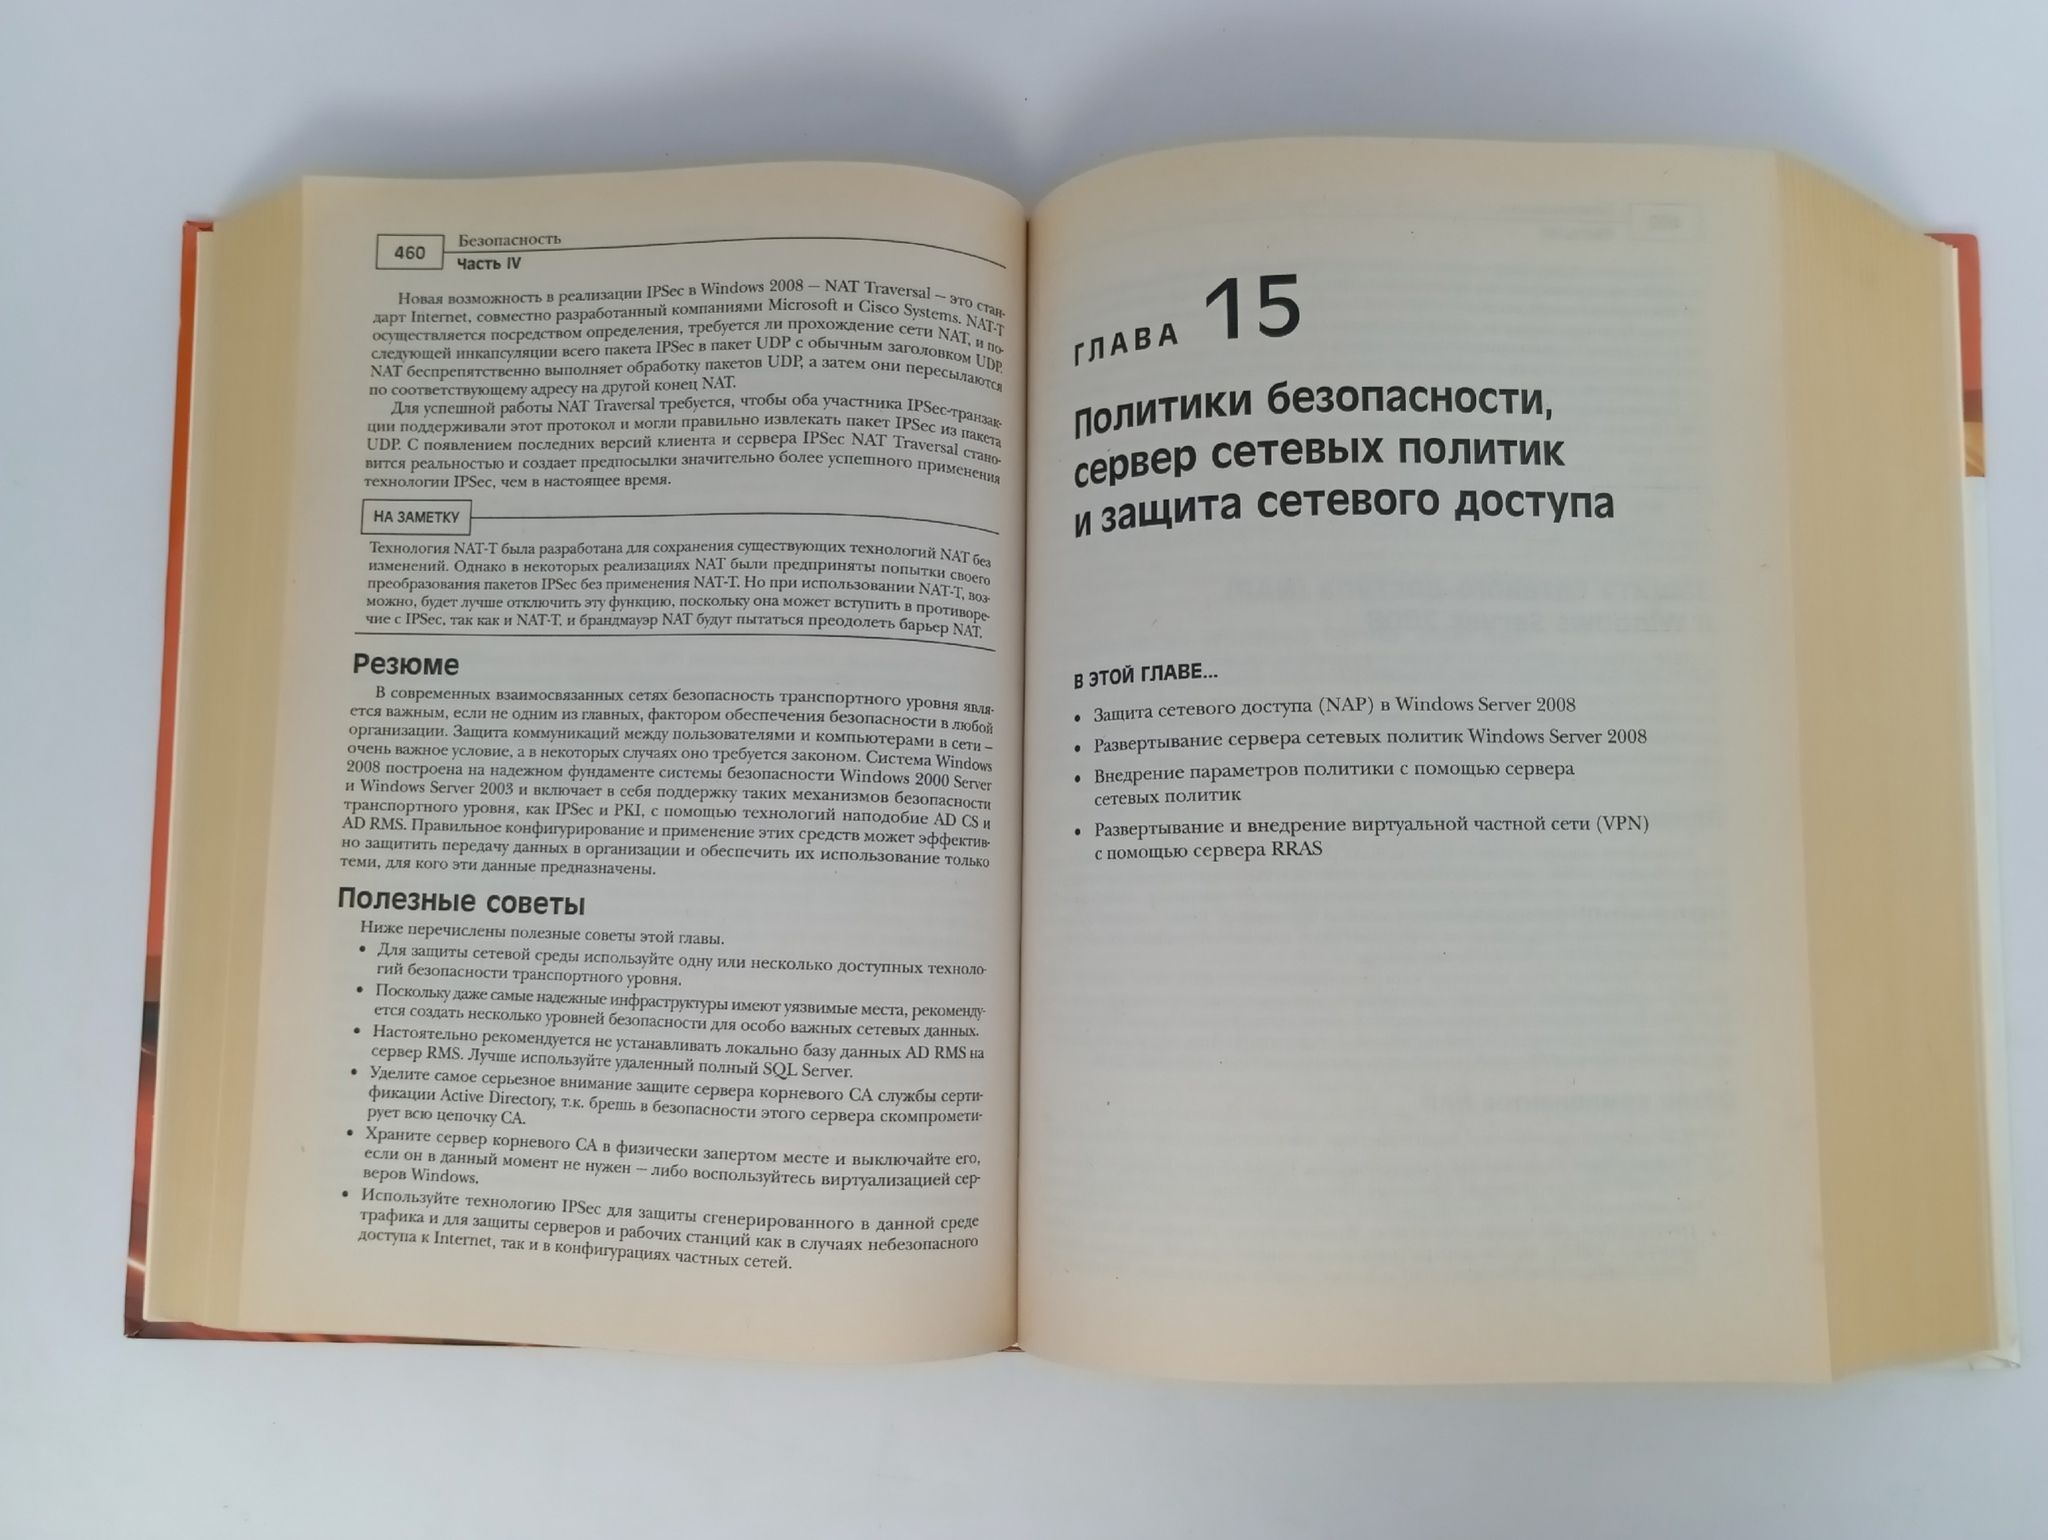 460
Безопасность
Часть IV
Новая возможность в реализации IPSec в Windows 2008 — NAT Traversal — это стан-
дарт Internet, совместно разработанный компаниями Microsoft и Cisco Systems. NAT-T
осуществляется посредством определения, требуется ли прохождение сети NAT, и по-
следующей инкапсуляции всего пакета IPSec в пакет UDP с обычным заголовком UDP.
NAT беспрепятственно выполняет обработку пакетов UDP, а затем они пересылаются
по соответствующему адресу на другой конец NAT.
Для успешной работы NAT Traversal требуется, чтобы оба участника IPSec-транзак-
ции поддерживали этот протокол и могли правильно извлекать пакет IPSec из пакета
UDP. С появлением последних версий клиента и сервера IPSec NAT Traversal стано-
вится реальностью и создает предпосылки значительно более успешного применения
технологии IPSec, чем в настоящее время.
НА ЗАМЕТКУ
Технология NAT-T была разработана для сохранения существующих технологий NAT без
изменений. Однако в некоторых реализациях NAT были предприняты попытки своего
преобразования пакетов IPSec без применения NAT-T. Но при использовании NAT-T, воз-
можно, будет лучше отключить эту функцию, поскольку она может вступить в противоре-
чие с IPSec, так как и NAT-T, и брандмауэр NAT будут пытаться преодолеть барьер NAT.
Резюме
В современных взаимосвязанных сетях безопасность транспортного уровня явля-
ется важным, если не одним из главных, фактором обеспечения безопасности в любой
организации. Защита коммуникаций между пользователями и компьютерами в сети —
очень важное условие, а в некоторых случаях оно требуется законом. Система Windows
2008 построена на надежном фундаменте системы безопасности Windows 2000 Server
и Windows Server 2003 и включает в себя поддержку таких механизмов безопасности
транспортного уровня, как IPSec и PKI, с помощью технологий наподобие AD CS и
AD RMS. Правильное конфигурирование и применение этих средств может эффектив-
но защитить передачу данных в организации и обеспечить их использование только
теми, для кого эти данные предназначены.
Полезные советы
Ниже перечислены полезные советы этой главы.
• Для защиты сетевой среды используйте одну или несколько доступных техноло-
гий безопасности транспортного уровня.
• Поскольку даже самые надежные инфраструктуры имеют уязвимые места, рекоменду-
ется создать несколько уровней безопасности для особо важных сетевых данных.
• Настоятельно рекомендуется не устанавливать локально базу данных AD RMS на
сервер RMS. Лучше используйте удаленный полный SQL Server.
• Уделите самое серьезное внимание защите сервера корневого CA службы серти-
фикации Active Directory, т.к. брешь в безопасности этого сервера скомпромети-
рует всю цепочку CA.
• Храните сервер корневого CA в физически запертом месте и выключайте его,
если он в данный момент не нужен — либо воспользуйтесь виртуализацией сер-
веров Windows.
• Используйте технологию IPSec для защиты сгенерированного в данной среде
трафика и для защиты серверов и рабочих станций как в случаях небезопасного
доступа к Internet, так и в конфигурациях частных сетей.
ГЛАВА 15
Политики безопасности,
сервер сетевых политик
и защита сетевого доступа
В ЭТОЙ ГЛАВЕ...
• Защита сетевого доступа (NAP) в Windows Server 2008
• Развертывание сервера сетевых политик Windows Server 2008
• Внедрение параметров политики с помощью сервера
сетевых политик
• Развертывание и внедрение виртуальной частной сети (VPN)
с помощью сервера RRAS